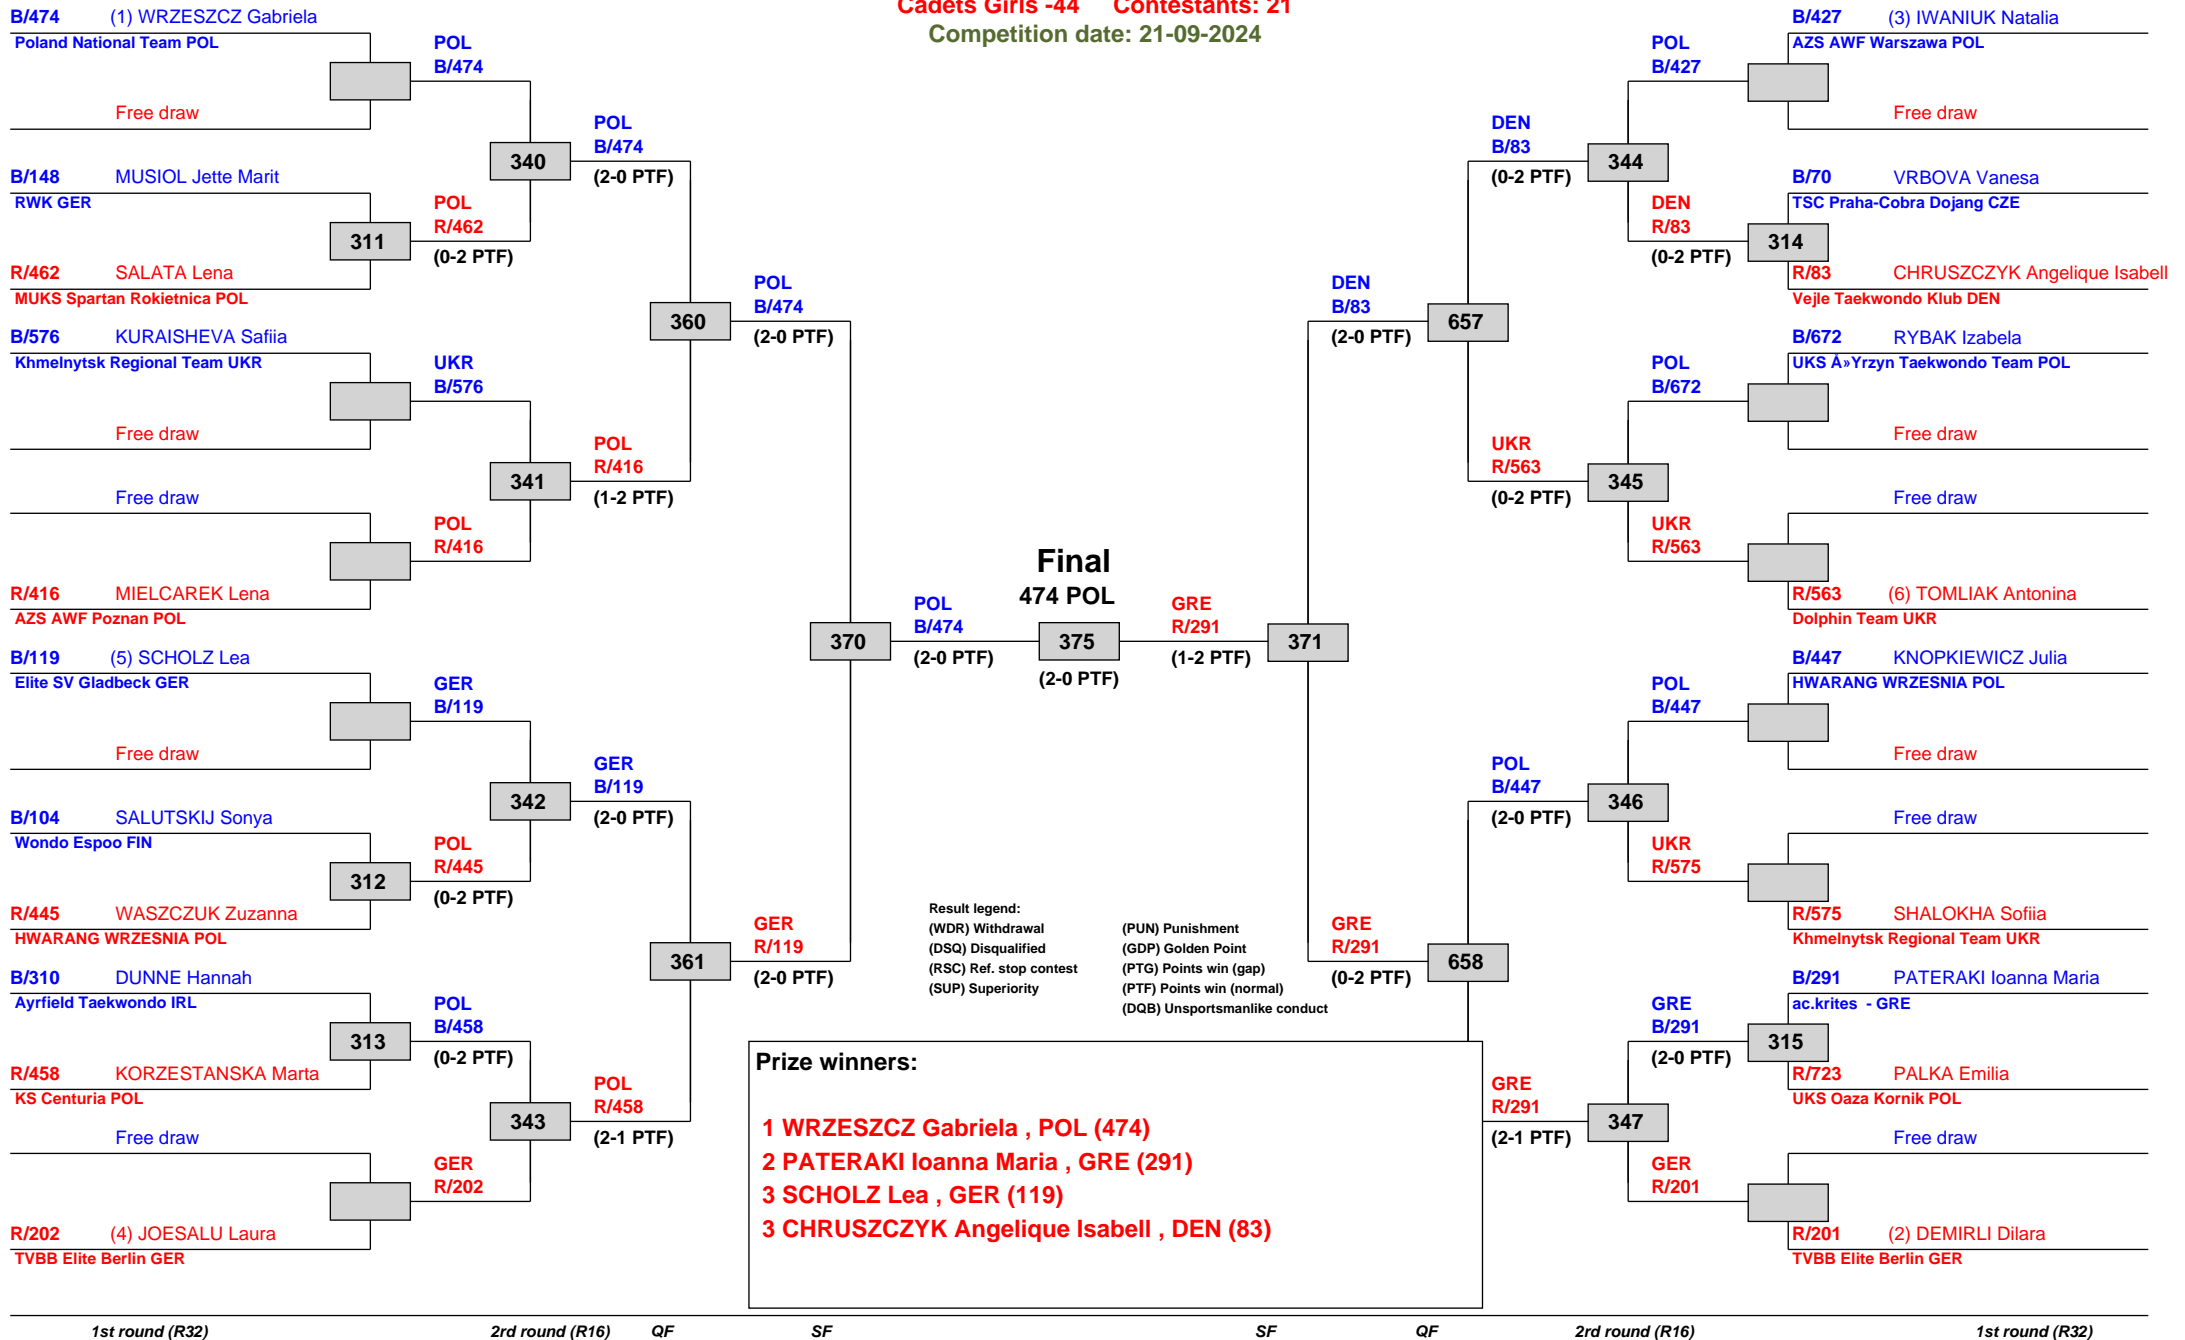 Cadets Girls -44 Contestants: 21
Competition date: 21-09-2024
B/474 (1) WRZESZCZ Gabriela
Poland National Team POL
Free draw
B/148 MUSIOL Jette Marit
RWK GER
R/462 SALATA Lena
MUKS Spartan Rokietnica POL
B/576 KURAISHEVA Safiia
Khmelnytsk Regional Team UKR
Free draw
Free draw
R/416 MIELCAREK Lena
AZS AWF Poznan POL
B/119 (5) SCHOLZ Lea
Elite SV Gladbeck GER
Free draw
B/104 SALUTSKIJ Sonya
Wondo Espoo FIN
R/445 WASZCZUK Zuzanna
HWARANG WRZESNIA POL
B/310 DUNNE Hannah
Ayrfield Taekwondo IRL
R/458 KORZESTANSKA Marta
KS Centuria POL
Free draw
R/202 (4) JOESALU Laura
TVBB Elite Berlin GER
311
312
313
POL
B/474
POL
R/462
(0-2 PTF)
UKR
B/576
POL
R/416
GER
B/119
POL
R/445
(0-2 PTF)
POL
B/458
(0-2 PTF)
GER
R/202
340
341
342
343
POL
B/474
(2-0 PTF)
POL
R/416
(1-2 PTF)
GER
B/119
(2-0 PTF)
POL
R/458
(2-1 PTF)
360
361
POL
B/474
(2-0 PTF)
GER
R/119
(2-0 PTF)
370
POL
B/474
(2-0 PTF)
Final
474 POL
375
(2-0 PTF)
GRE
R/291
(1-2 PTF)
371
DEN
B/83
(2-0 PTF)
GRE
R/291
(0-2 PTF)
657
658
DEN
B/83
(0-2 PTF)
UKR
R/563
(0-2 PTF)
POL
B/447
(2-0 PTF)
GRE
R/291
(2-1 PTF)
344
345
346
347
POL
B/427
DEN
R/83
(0-2 PTF)
POL
B/672
UKR
R/563
POL
B/447
UKR
R/575
GRE
B/291
(2-0 PTF)
GER
R/201
314
315
B/427 (3) IWANIUK Natalia
AZS AWF Warszawa POL
Free draw
B/70 VRBOVA Vanesa
TSC Praha-Cobra Dojang CZE
R/83 CHRUSZCZYK Angelique Isabell
Vejle Taekwondo Klub DEN
B/672 RYBAK Izabela
UKS Å»Yrzyn Taekwondo Team POL
Free draw
Free draw
R/563 (6) TOMLIAK Antonina
Dolphin Team UKR
B/447 KNOPKIEWICZ Julia
HWARANG WRZESNIA POL
Free draw
Free draw
R/575 SHALOKHA Sofiia
Khmelnytsk Regional Team UKR
B/291 PATERAKI Ioanna Maria
ac.krites - GRE
R/723 PALKA Emilia
UKS Oaza Kornik POL
Free draw
R/201 (2) DEMIRLI Dilara
TVBB Elite Berlin GER
Result legend:
(WDR) Withdrawal (PUN) Punishment
(DSQ) Disqualified (GDP) Golden Point
(RSC) Ref. stop contest (PTG) Points win (gap)
(SUP) Superiority (PTF) Points win (normal)
(DQB) Unsportsmanlike conduct
Prize winners:
1 WRZESZCZ Gabriela , POL (474)
2 PATERAKI Ioanna Maria , GRE (291)
3 SCHOLZ Lea , GER (119)
3 CHRUSZCZYK Angelique Isabell , DEN (83)
1st round (R32) 2rd round (R16) QF SF SF QF 2rd round (R16) 1st round (R32)